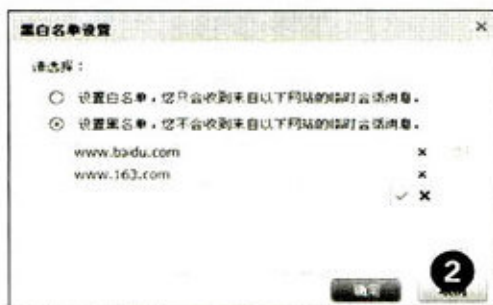 黑白名单设置
请选择：
设置白名单，您只会收到来自以下网站的临时会话消息。
设置黑名单，您不会收到来自以下网站的临时会话消息。
www.baidu.com
www.163.com
确定
2